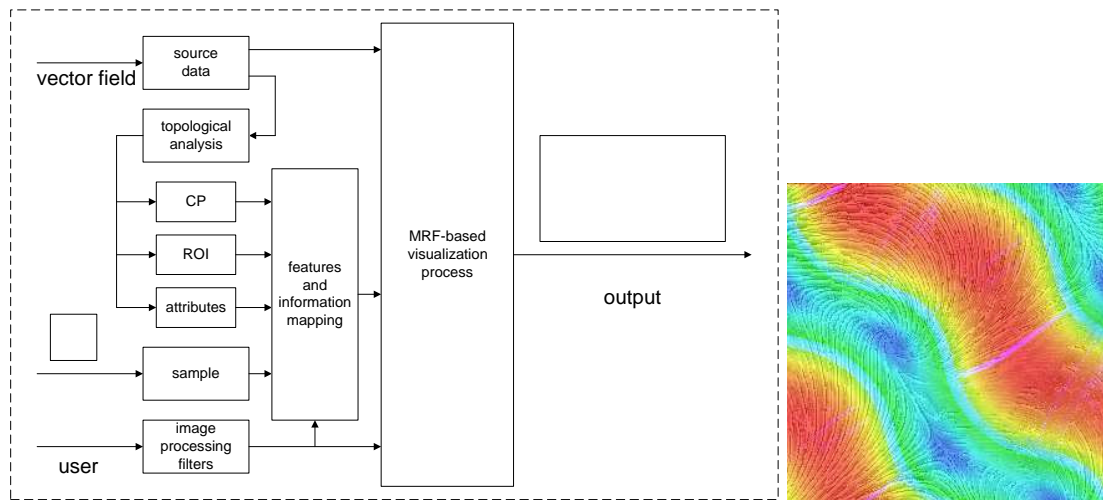 source
data
vector field
topological
analysis
CP
ROI
attributes
features
and
information
mapping
MRF-based
visualization
process
output
sample
image
processing
filters
user